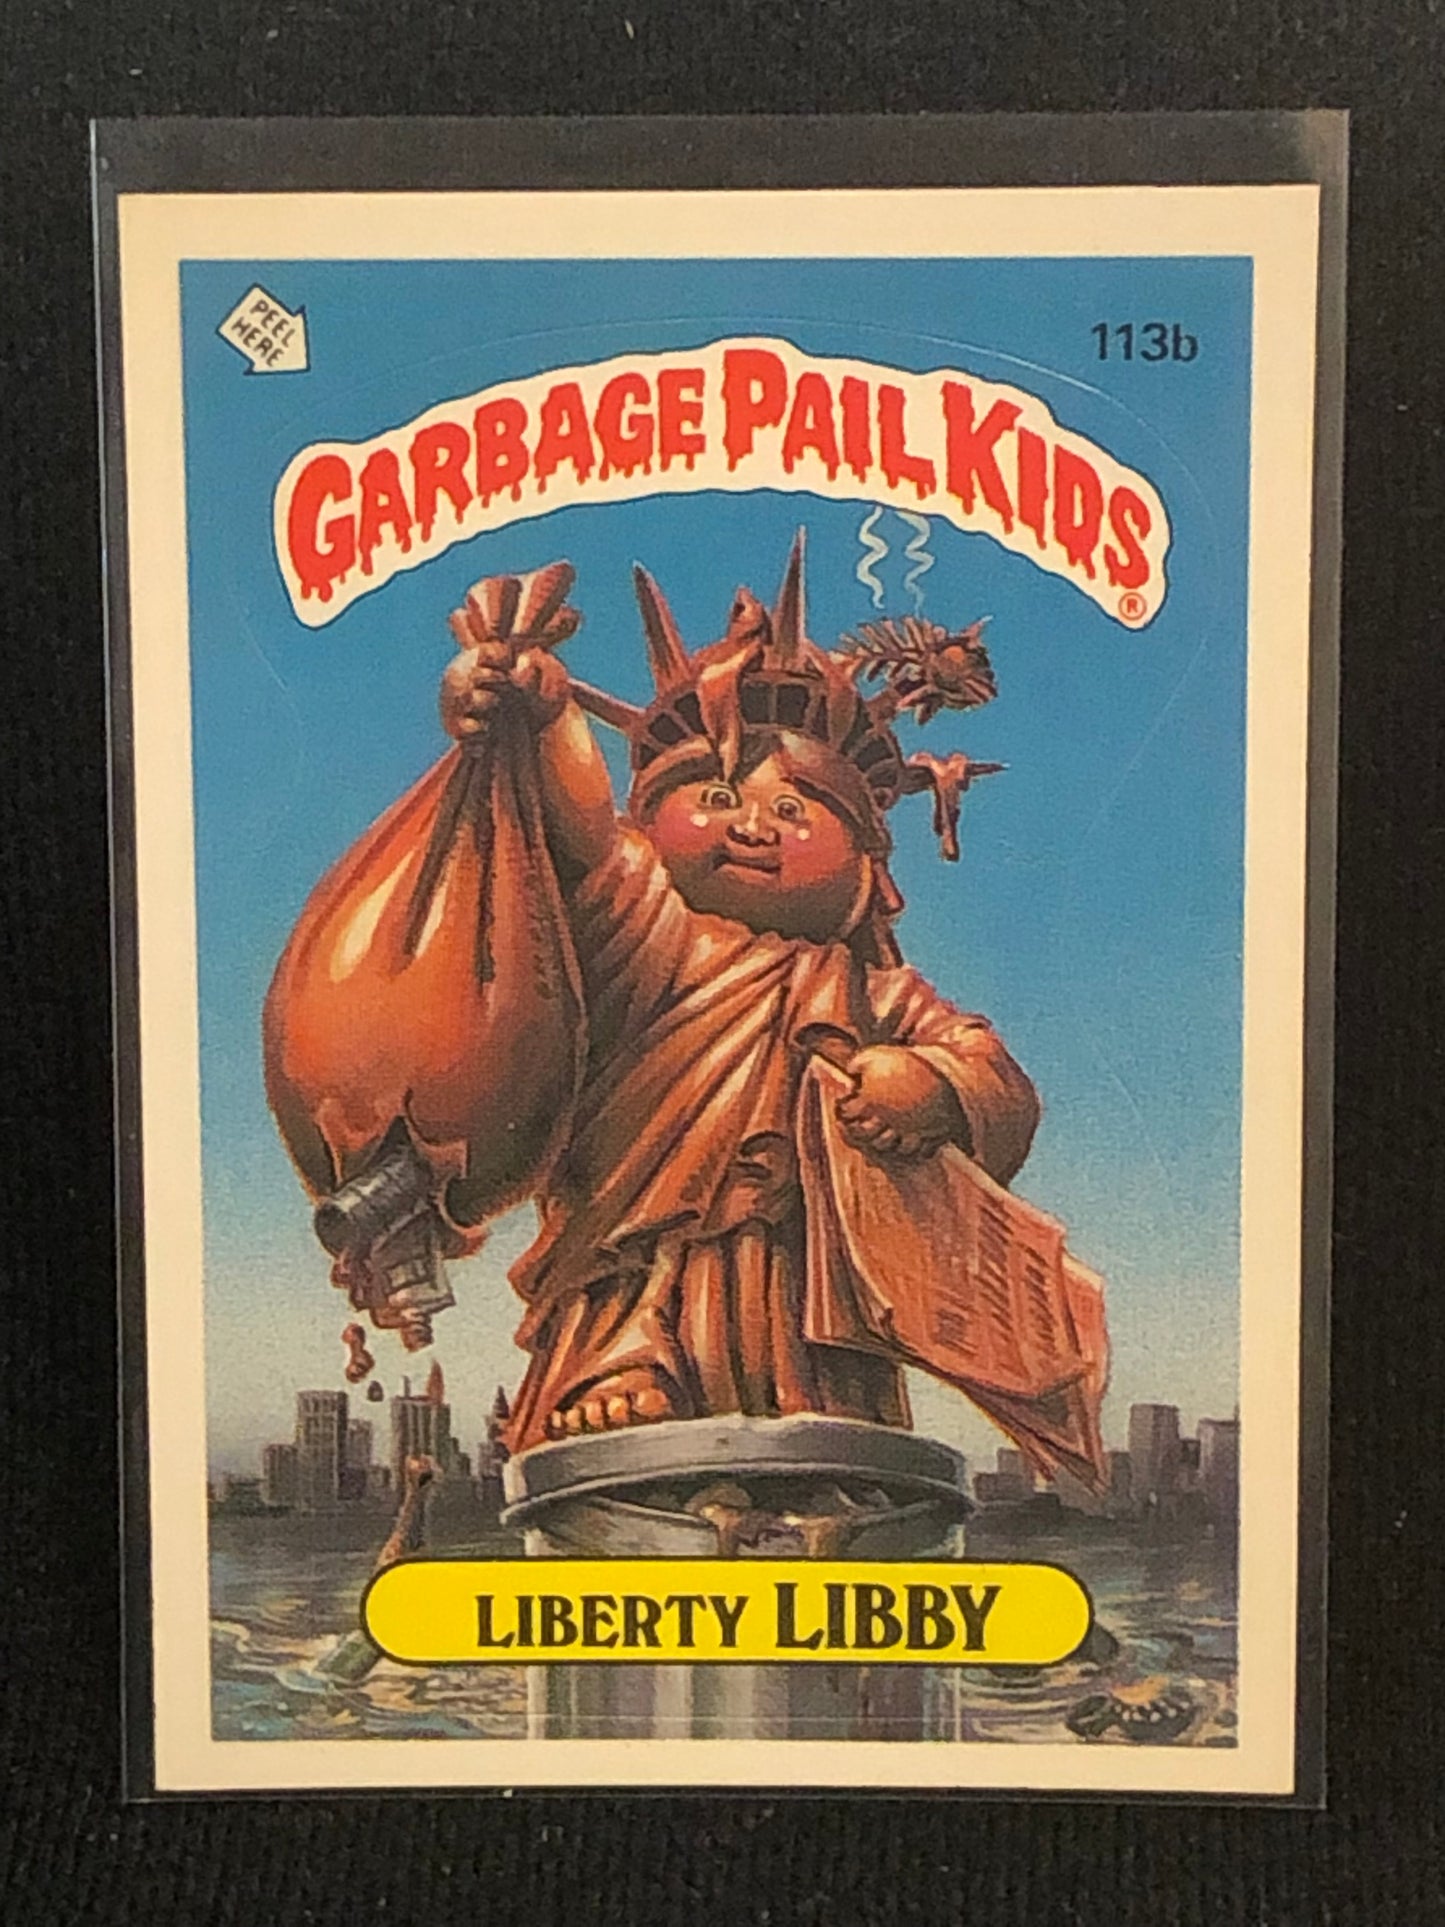 PEEL
HERE
113b
GARBAGE PAIL KIDS
®
LIBERTY LIBBY